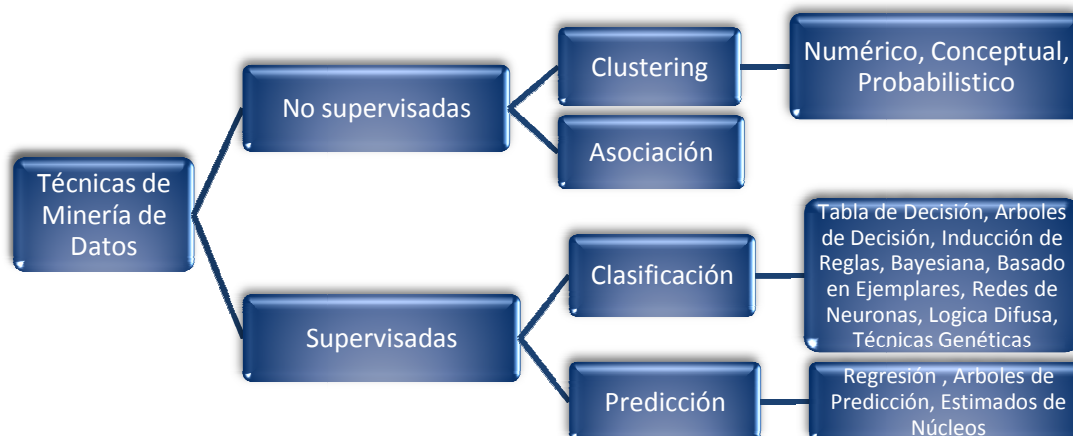 Técnicas de
Minería de
Datos
No supervisadas
Clustering
Numérico, Conceptual,
Probabilistico
Asociación
Supervisadas
Clasificación
Tabla de Decisión, Arboles
de Decisión, Inducción de
Reglas, Bayesiana, Basado
en Ejemplares, Redes de
Neuronas, Logica Difusa,
Técnicas Genéticas
Predicción
Regresión , Arboles de
Predicción, Estimados de
Núcleos